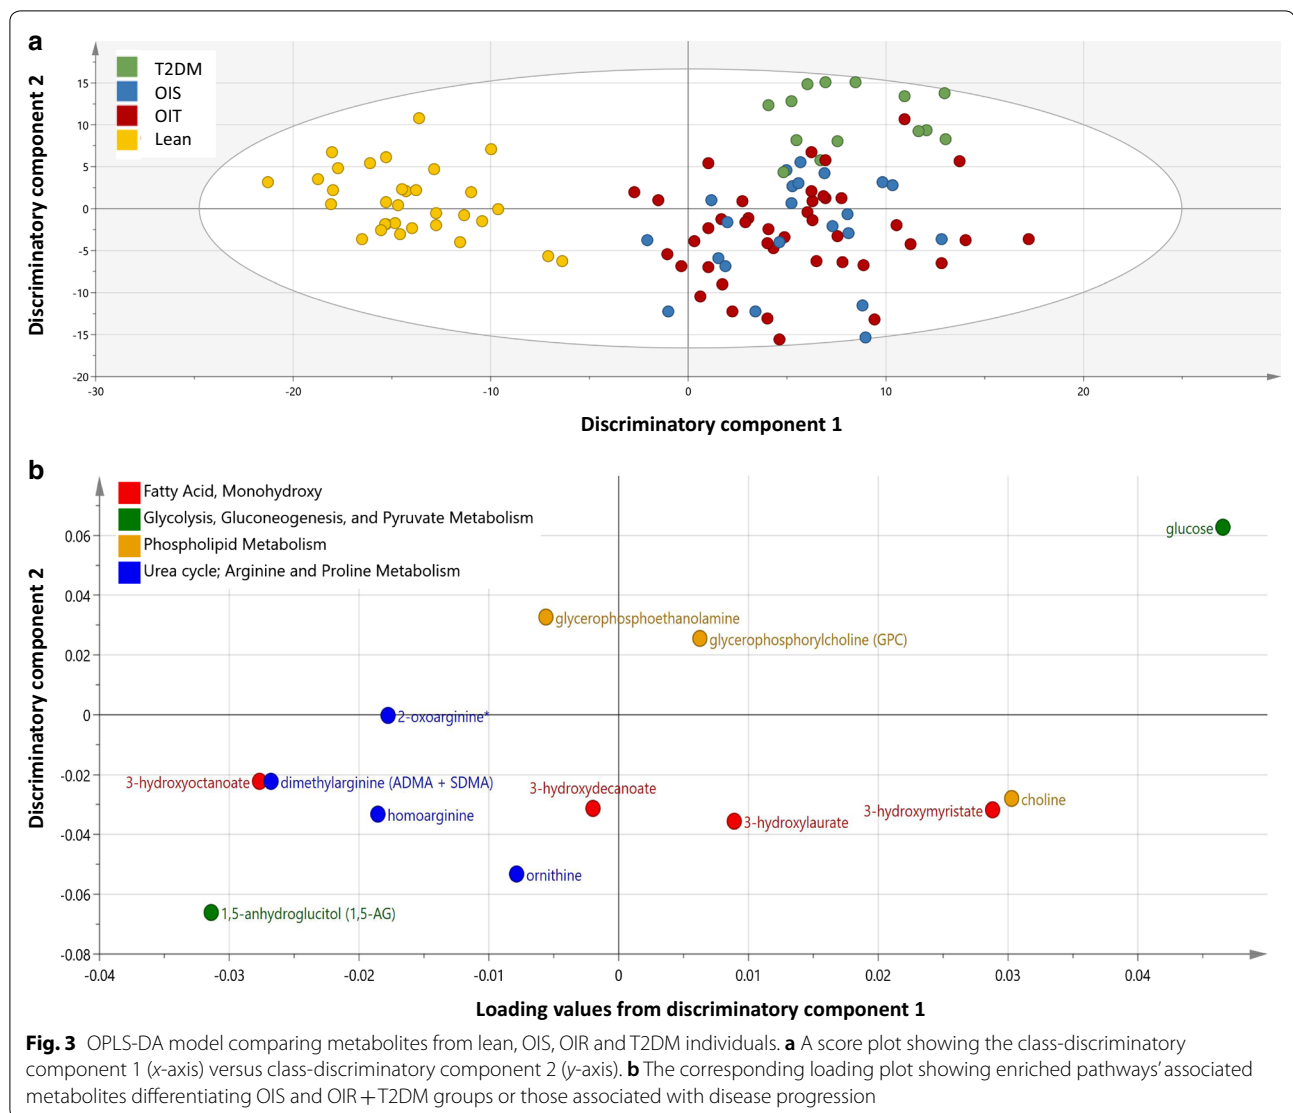 a
T2DM
OIS
OIT
Lean
Discriminatory component 2
15
10
5
0
-5
-10
-15
-20
-30
-20
-10
0
10
20
Discriminatory component 1
b
Fatty Acid, Monohydroxy
Glycolysis, Gluconeogenesis, and Pyruvate Metabolism
Phospholipid Metabolism
Urea cycle; Arginine and Proline Metabolism
Discriminatory component 2
0.06
0.04
0.02
0
-0.02
-0.04
-0.06
-0.08
glucose
glycerophosphoethanolamine
glycerophosphorylcholine (GPC)
2-oxoarginine*
3-hydroxyoctanoate
dimethylarginine (ADMA + SDMA)
3-hydroxydecanoate
homoarginine
3-hydroxylaurate
3-hydroxymyristate
choline
ornithine
1,5-anhydroglucitol (1,5-AG)
-0.04
-0.03
-0.02
-0.01
0
0.01
0.02
0.03
0.04
Loading values from discriminatory component 1
Fig. 3 OPLS-DA model comparing metabolites from lean, OIS, OIR and T2DM individuals. a A score plot showing the class-discriminatory
component 1 (x-axis) versus class-discriminatory component 2 (y-axis). b The corresponding loading plot showing enriched pathways' associated
metabolites differentiating OIS and OIR + T2DM groups or those associated with disease progression